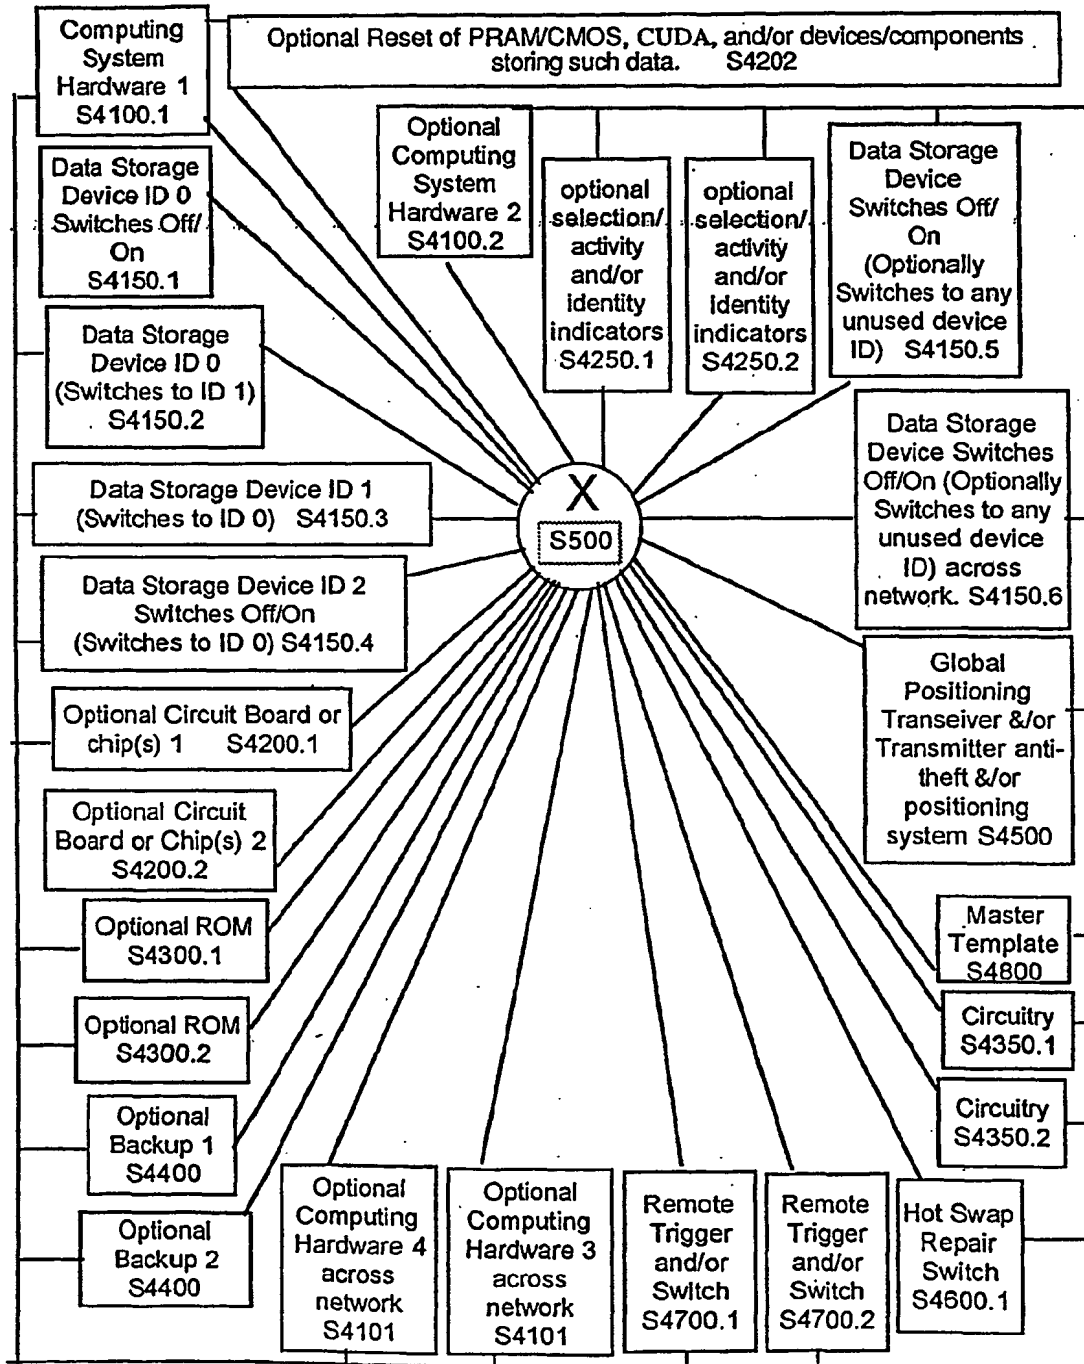 Computing
System
Hardware 1
S4100.1
Optional Reset of PRAM/CMOS, CUDA, and/or devices/components
storing such data. S4202
Data Storage
Device ID 0
Switches Off/
On
S4150.1
Optional
Computing
System
Hardware 2
S4100.2
optional
selection/
activity
and/or
identity
indicators
S4250.1
optional
selection/
activity
and/or
identity
indicators
S4250.2
Data Storage
Device
Switches Off/
On
(Optionally
Switches to any
unused device
ID) S4150.5
Data Storage
Device ID 0
(Switches to ID 1)
S4150.2
Data Storage
Device Switches
Off/On (Optionally
Switches to any
unused device
ID) across
network. S4150.6
Data Storage Device ID 1
(Switches to ID 0) S4150.3
X
S500
Data Storage Device ID 2
Switches Off/On
(Switches to ID 0) S4150.4
Global
Positioning
Transeiver &/or
Transmitter anti-
theft &/or
positioning
system S4500
Optional Circuit Board or
chip(s) 1 S4200.1
Optional Circuit
Board or Chip(s) 2
S4200.2
Optional ROM
S4300.1
Master
Template
S4800
Optional ROM
S4300.2
Circuitry
S4350.1
Optional
Backup 1
S4400
Circuitry
S4350.2
Optional
Backup 2
S4400
Optional
Computing
Hardware 4
across
network
S4101
Optional
Computing
Hardware 3
across
network
S4101
Remote
Trigger
and/or
Switch
S4700.1
Remote
Trigger
and/or
Switch
S4700.2
Hot Swap
Repair
Switch
S4600.1